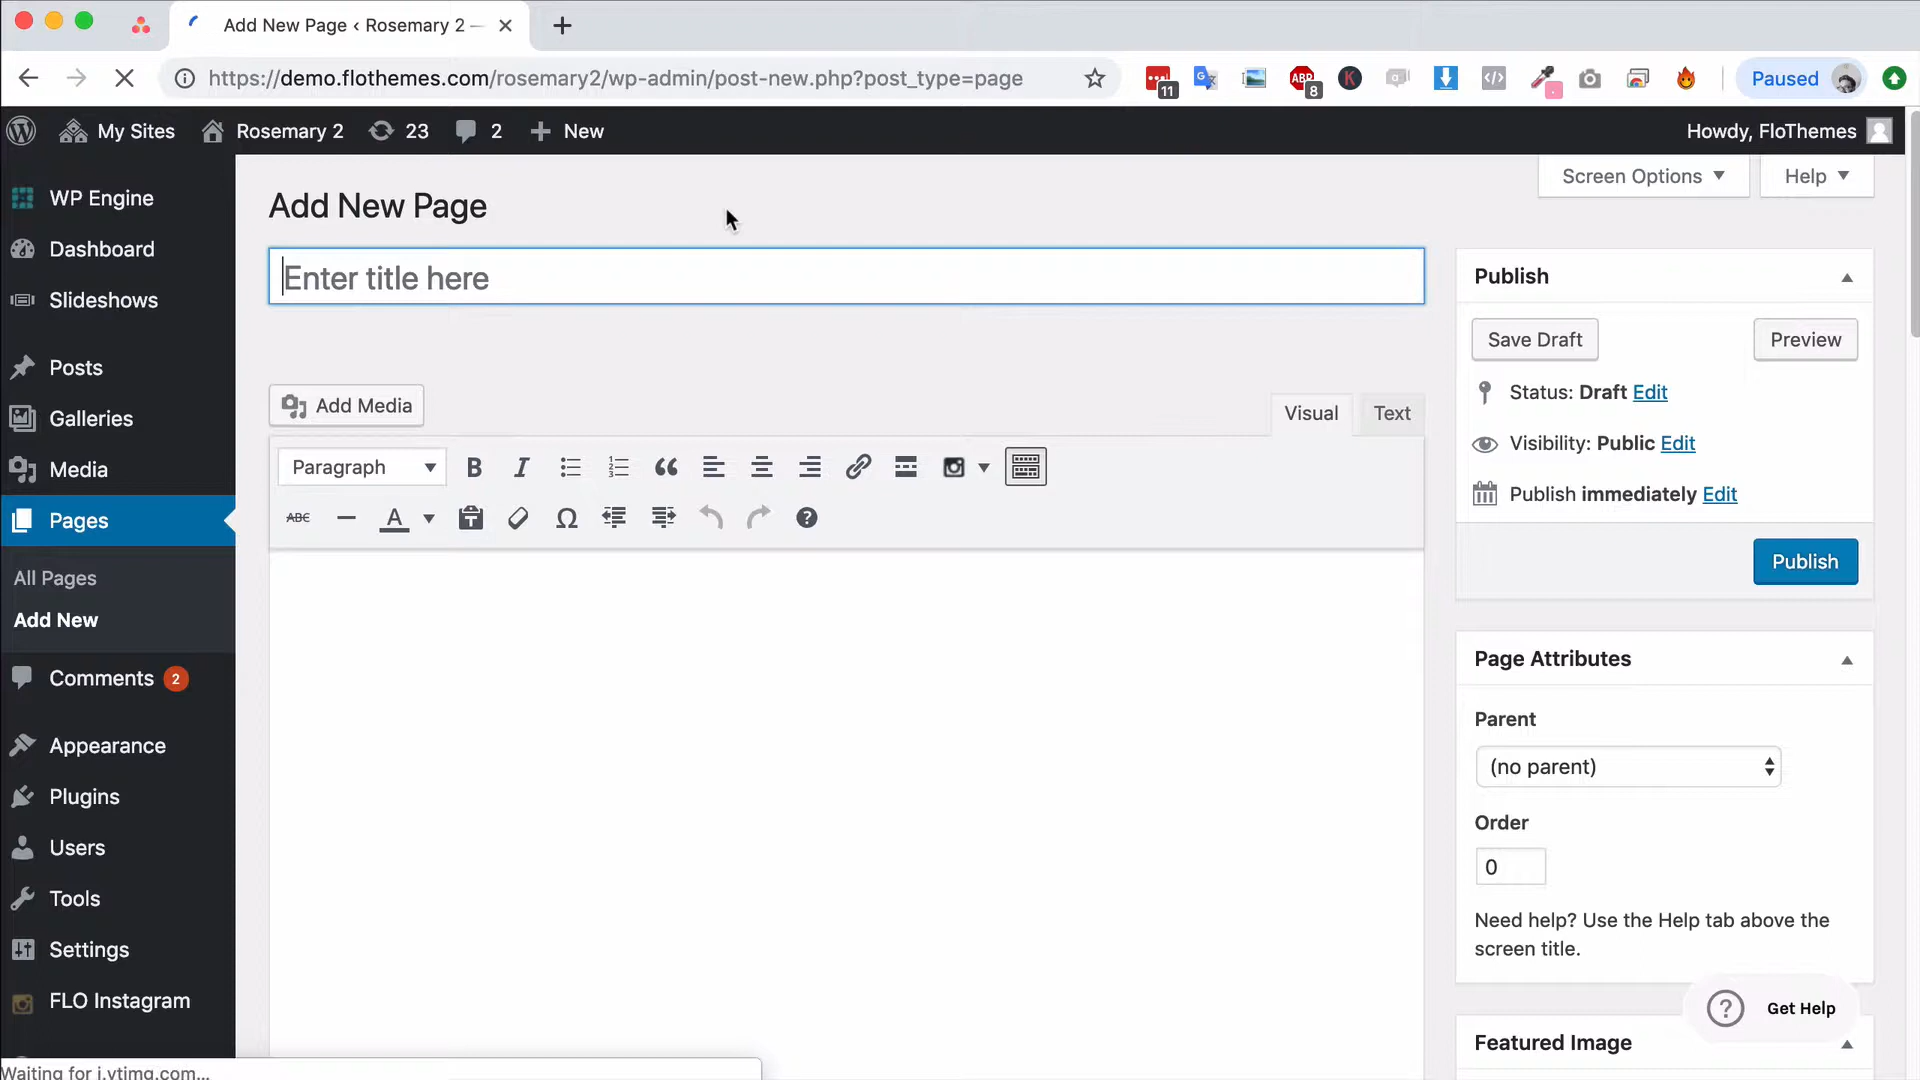 Add New Page ‹ Rosemary 2 —
https://demo.flothemes.com/rosemary2/wp-admin/post-new.php?post_type=page
11
ABP
8
K
Paused
My Sites
Rosemary 2
23
2
New
Howdy, FloThemes
WP Engine
Dashboard
Slideshows
Posts
Galleries
Media
Pages
All Pages
Add New
Comments 2
Appearance
Plugins
Users
Tools
Settings
FLO Instagram
Waiting for i.ytimg.com...
Screen Options
Help
Add New Page
Enter title here
Add Media
Visual
Text
Paragraph
ABC
Publish
Save Draft
Preview
Status: Draft Edit
Visibility: Public Edit
Publish immediately Edit
Publish
Page Attributes
Parent
(no parent)
Order
0
Need help? Use the Help tab above the
screen title.
Get Help
Featured Image